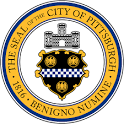 THE SEAL OF THE CITY OF PITTSBURGH
1816 BENIGNO NUMINE